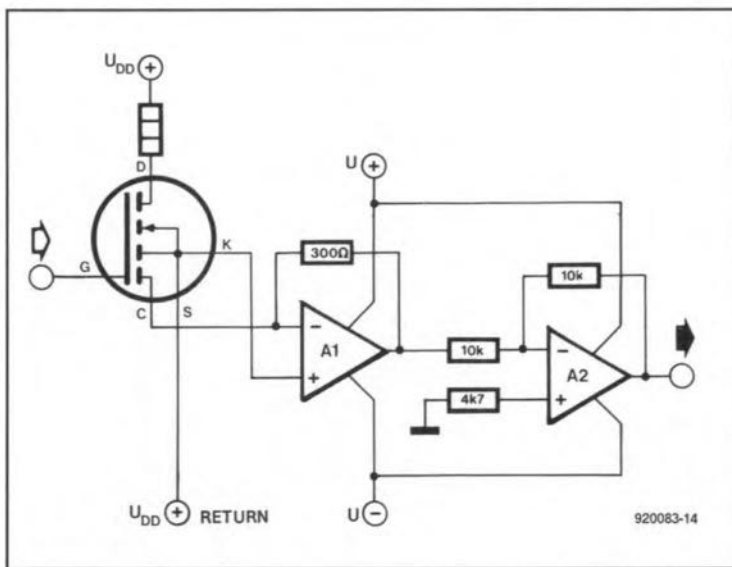 UDD +
D
U +
K
300Ω
10k
G
C
S
−
A1
+
10k
−
A2
+
4k7
UDD + RETURN
U −
920083-14